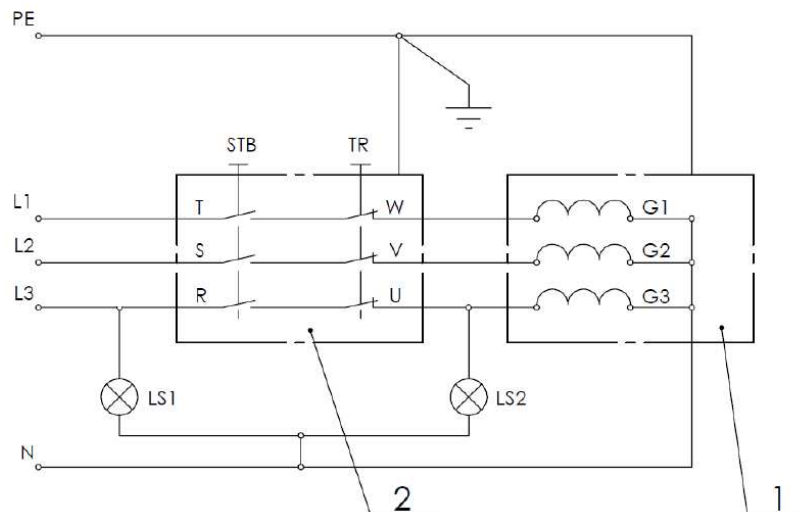 PE
STB TR
L1 T W G1
L2 S V G2
L3 R U G3
LS1 LS2
N
2 1